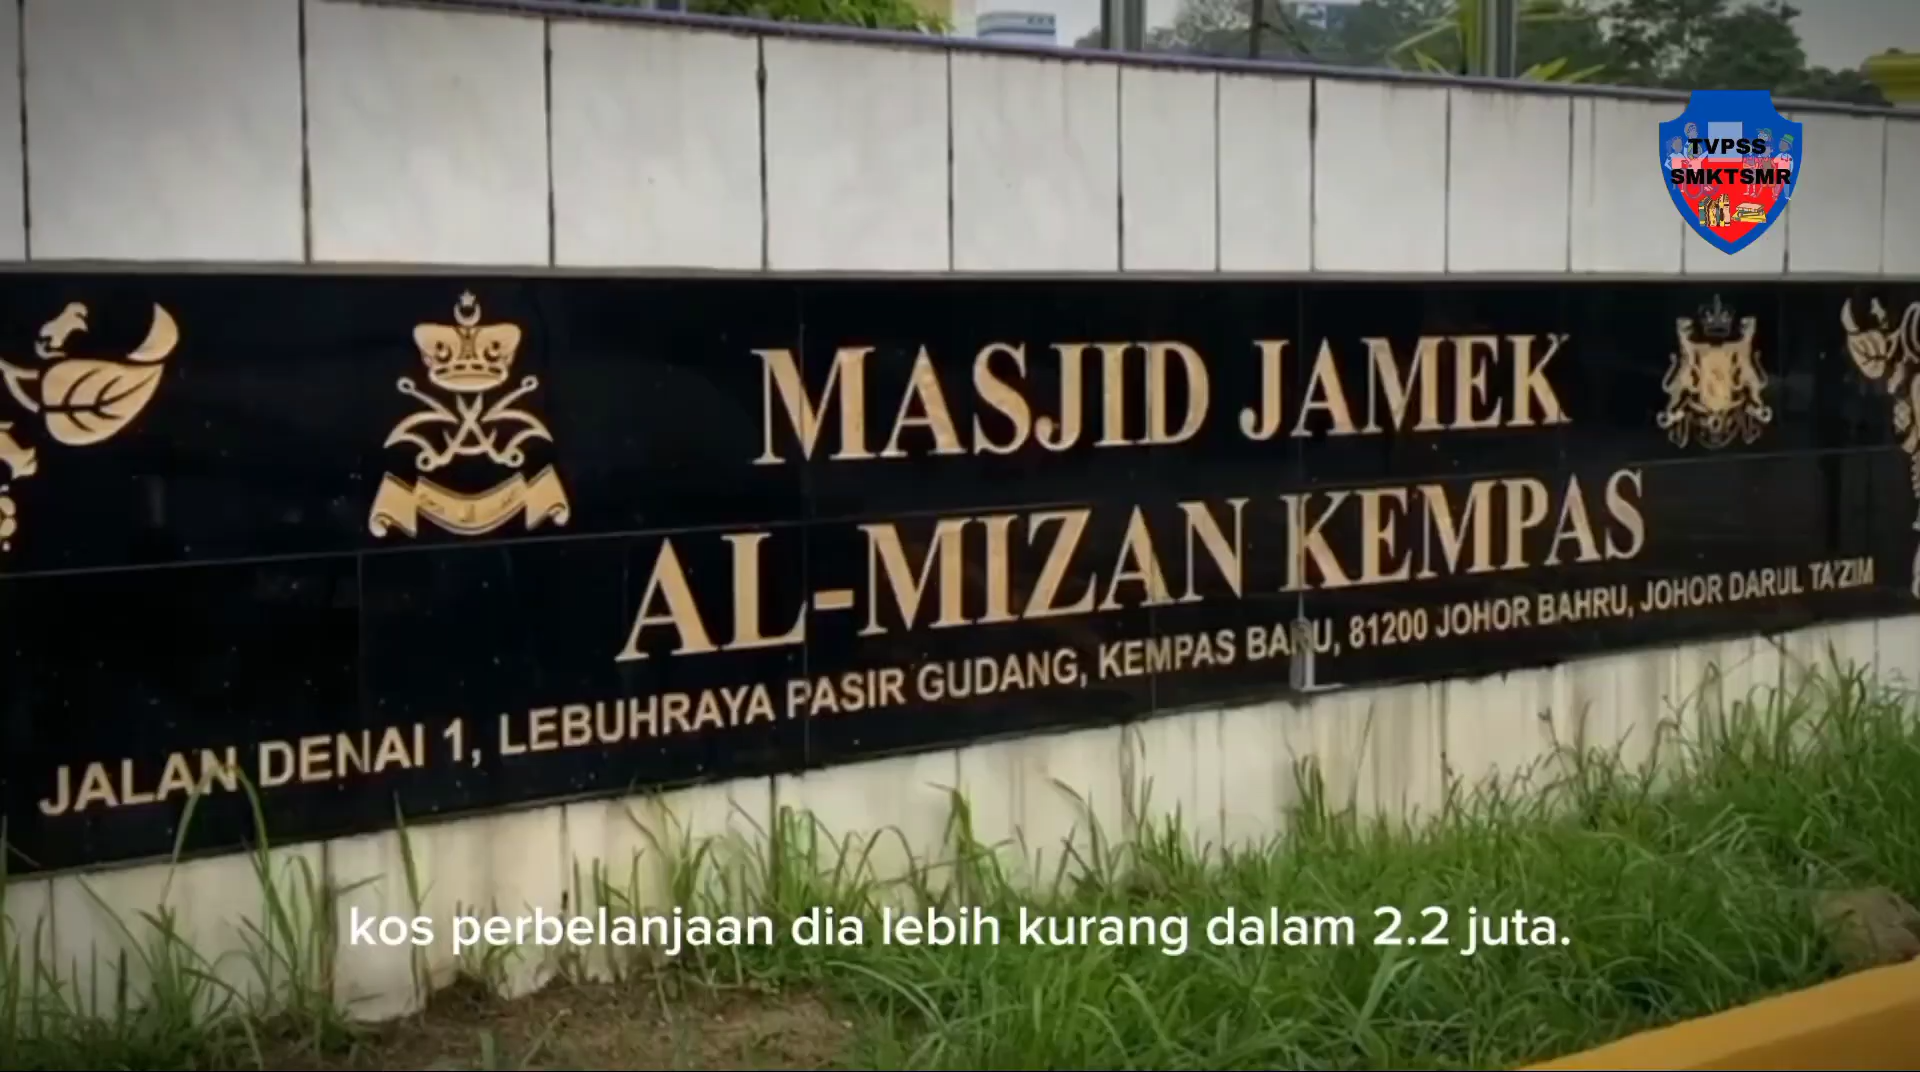 TVPSS
SMKTSMR
MASJID JAMEK
AL-MIZAN KEMPAS
JALAN DENAI 1, LEBUHRAYA PASIR GUDANG, KEMPAS BARU, 81200 JOHOR BAHRU, JOHOR DARUL TA'ZIM
kos perbelanjaan dia lebih kurang dalam 2.2 juta.